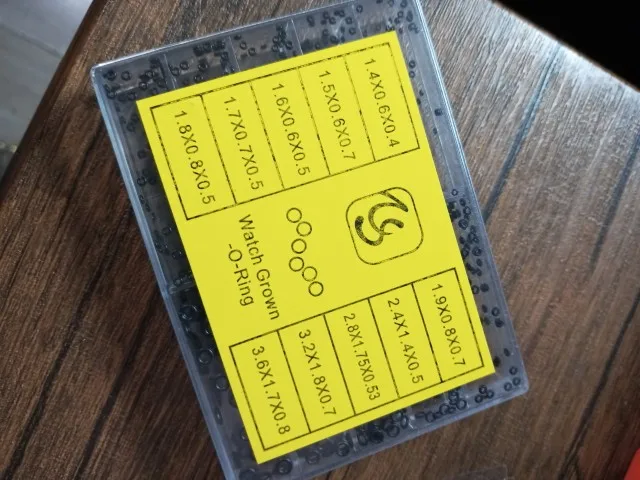 1.4X0.6X0.4
1.5X0.6X0.7
1.6X0.6X0.5
1.7X0.7X0.5
1.8X0.8X0.5
Watch Grown
-O-Ring
1.9X0.8X0.7
2.4X1.4X0.5
2.8X1.75X0.53
3.2X1.8X0.7
3.6X1.7X0.8